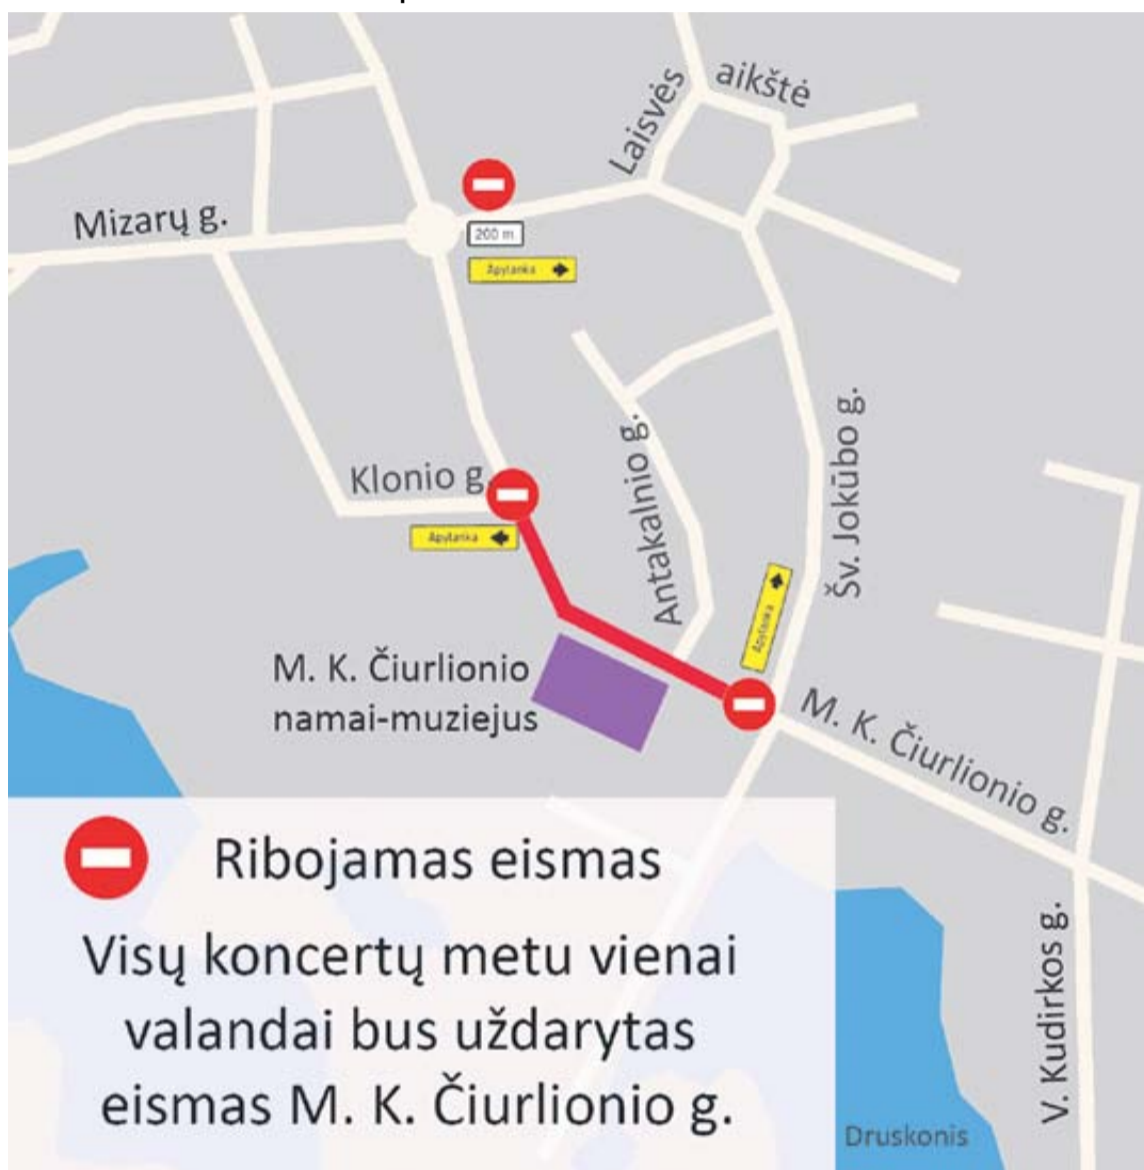 Laisvės
aikštė
Mizarų g.
200 m
Apylanka
Klonio g.
Apylanka
Antakalnio g.
Šv. Jokūbo g.
Apylanka
M. K. Čiurlionio
namai-muziejus
M. K. Čiurlionio g.
V. Kudirkos g.
Ribojamas eismas
Visų koncertų metu vienai
valandai bus uždarytas
eismas M. K. Čiurlionio g.
Druskonis